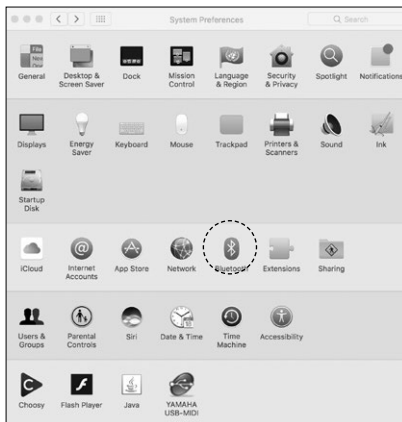 System Preferences
Search
General
Desktop &
Screen Saver
Dock
Mission
Control
Language
& Region
Security
& Privacy
Spotlight
Notifications
Displays
Energy
Saver
Keyboard
Mouse
Trackpad
Printers &
Scanners
Sound
Ink
Startup
Disk
iCloud
Internet
Accounts
App Store
Network
Bluetooth
Extensions
Sharing
Users &
Groups
Parental
Controls
Siri
Date & Time
Time
Machine
Accessibility
Choosy
Flash Player
Java
YAMAHA
USB-MIDI